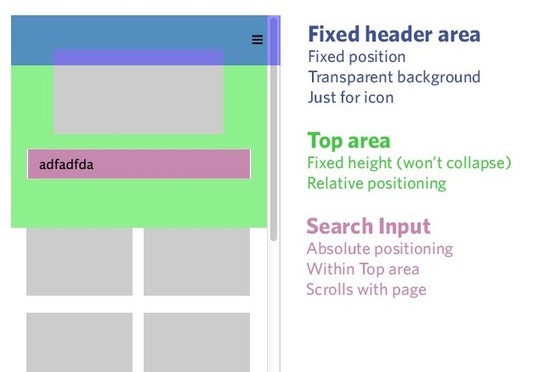 Fixed header area
Fixed position
Transparent background
Just for icon
Top area
Fixed height (won't collapse)
Relative positioning
adfadfda
Search Input
Absolute positioning
Within Top area
Scrolls with page